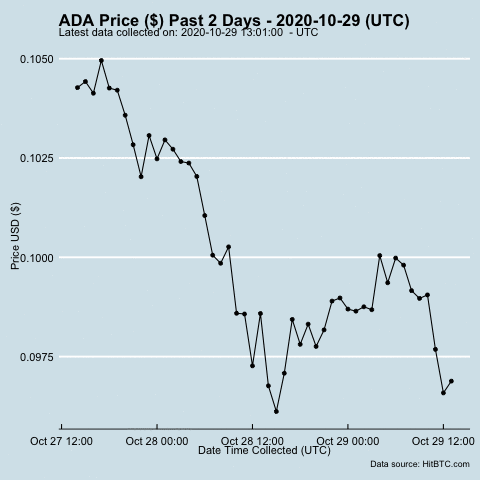 ADA Price ($) Past 2 Days - 2020-10-29 (UTC)
Latest data collected on: 2020-10-29 13:01:00 - UTC
0.1050
0.1025
0.1000
0.0975
Price USD ($)
Oct 27 12:00 Oct 28 00:00 Oct 28 12:00 Oct 29 00:00 Oct 29 12:00
Date Time Collected (UTC)
Data source: HitBTC.com